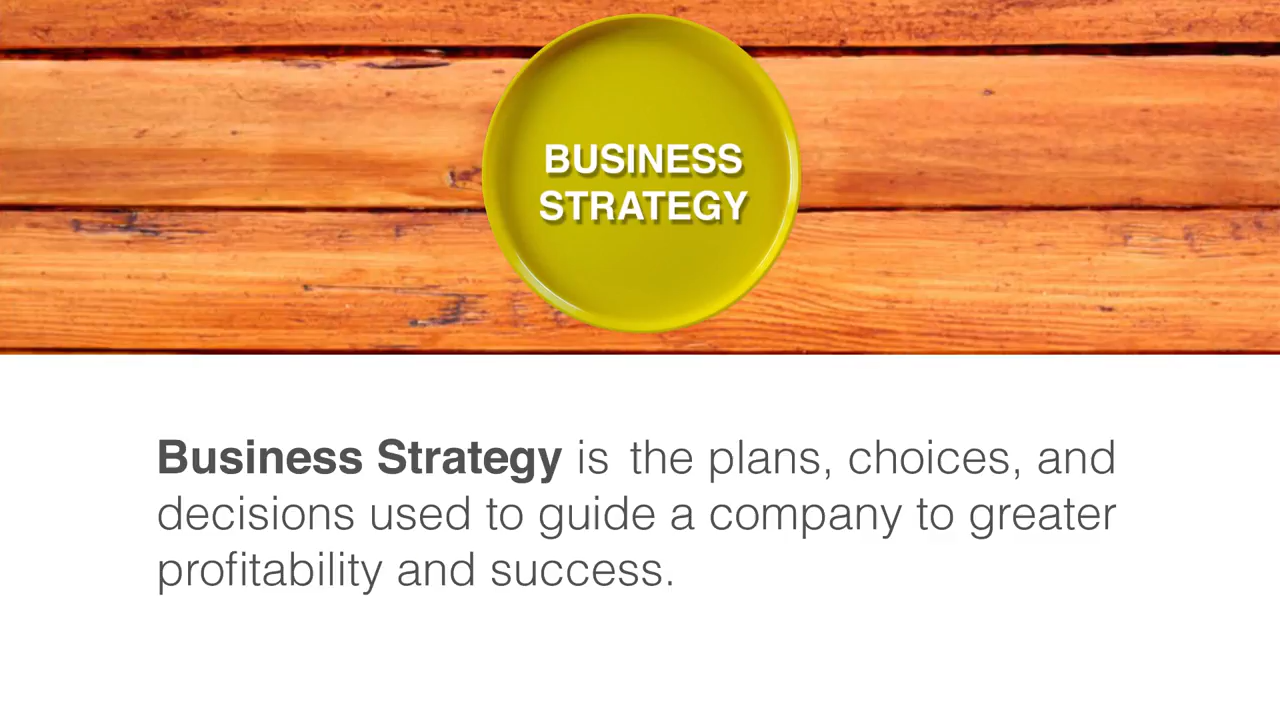 BUSINESS
STRATEGY
Business Strategy is the plans, choices, and
decisions used to guide a company to greater
profitability and success.